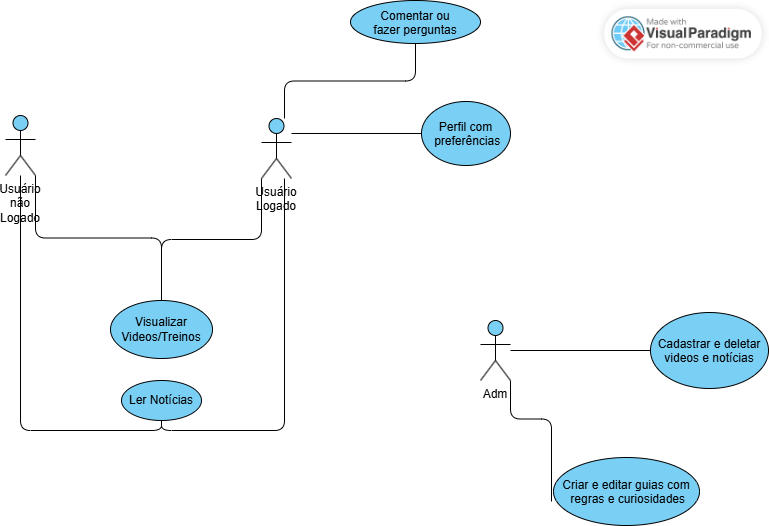 Comentar ou
fazer perguntas
Made with
Visual Paradigm
For non-commercial use
Perfil com
preferências
Usuário
não
Logado
Usuário
Logado
Visualizar
Videos/Treinos
Cadastrar e deletar
videos e notícias
Adm
Ler Notícias
Criar e editar guias com
regras e curiosidades